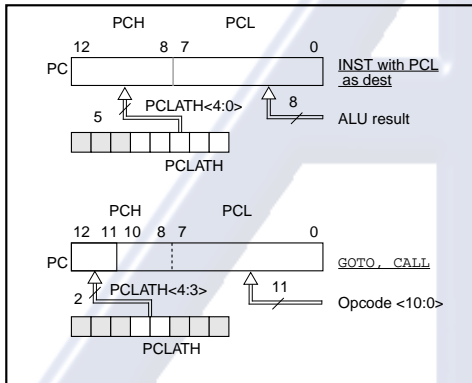 PCH PCL
12 8 7 0
PC
INST with PCL
as dest
5
PCLATH<4:0>
8
ALU result
PCLATH
PCH PCL
12 11 10 8 7 0
PC
GOTO, CALL
2
PCLATH<4:3>
11
Opcode <10:0>
PCLATH